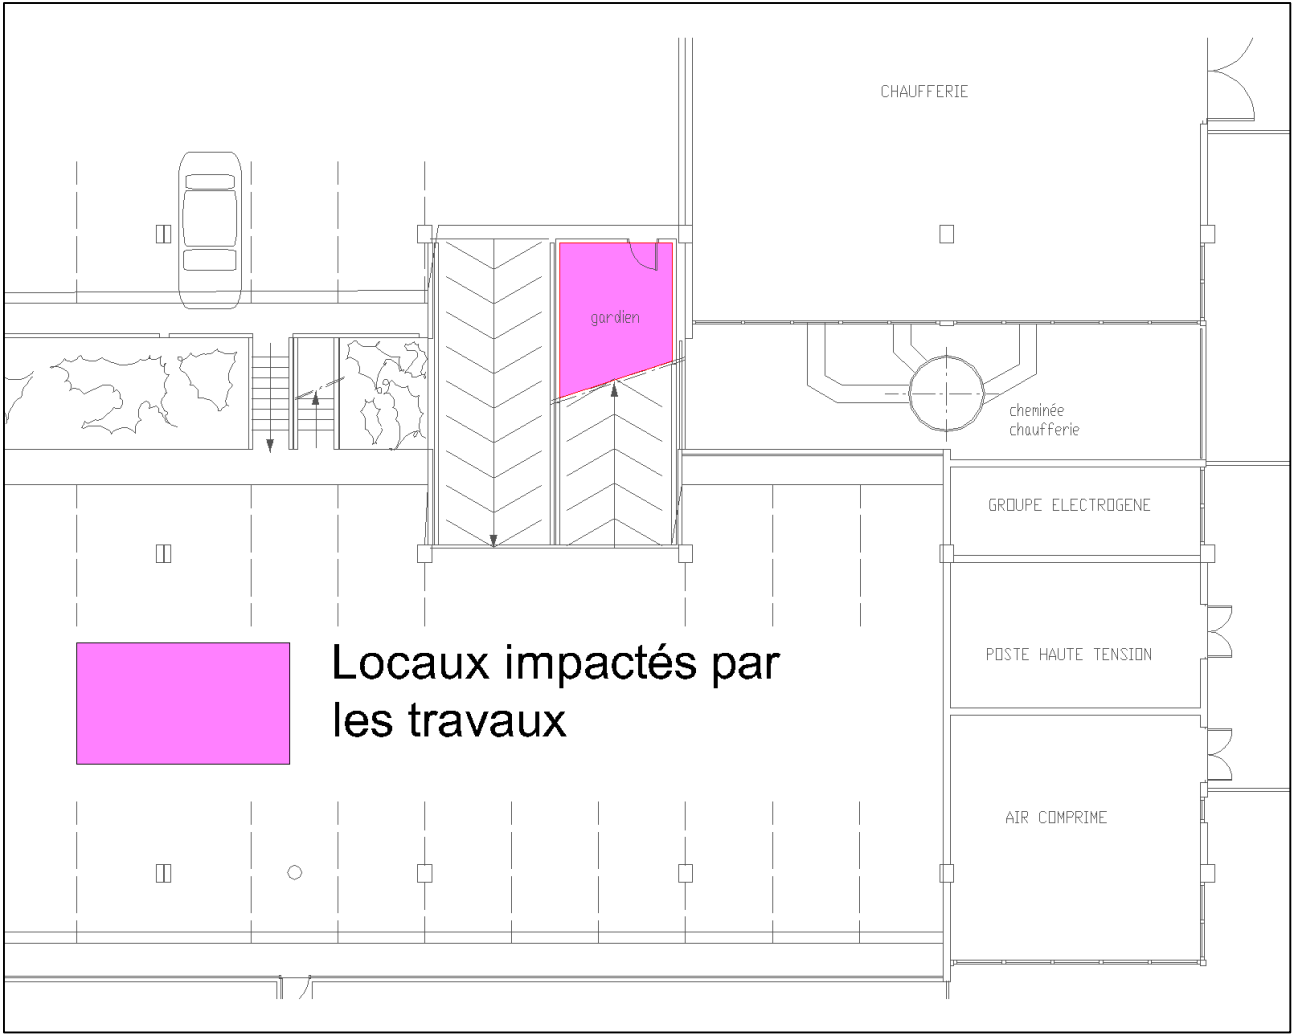 CHAUFFERIE
gardien
cheminée
chaufferie
GROUPE ELECTROGENE
POSTE HAUTE TENSION
Locaux impactés par
les travaux
AIR COMPRIME